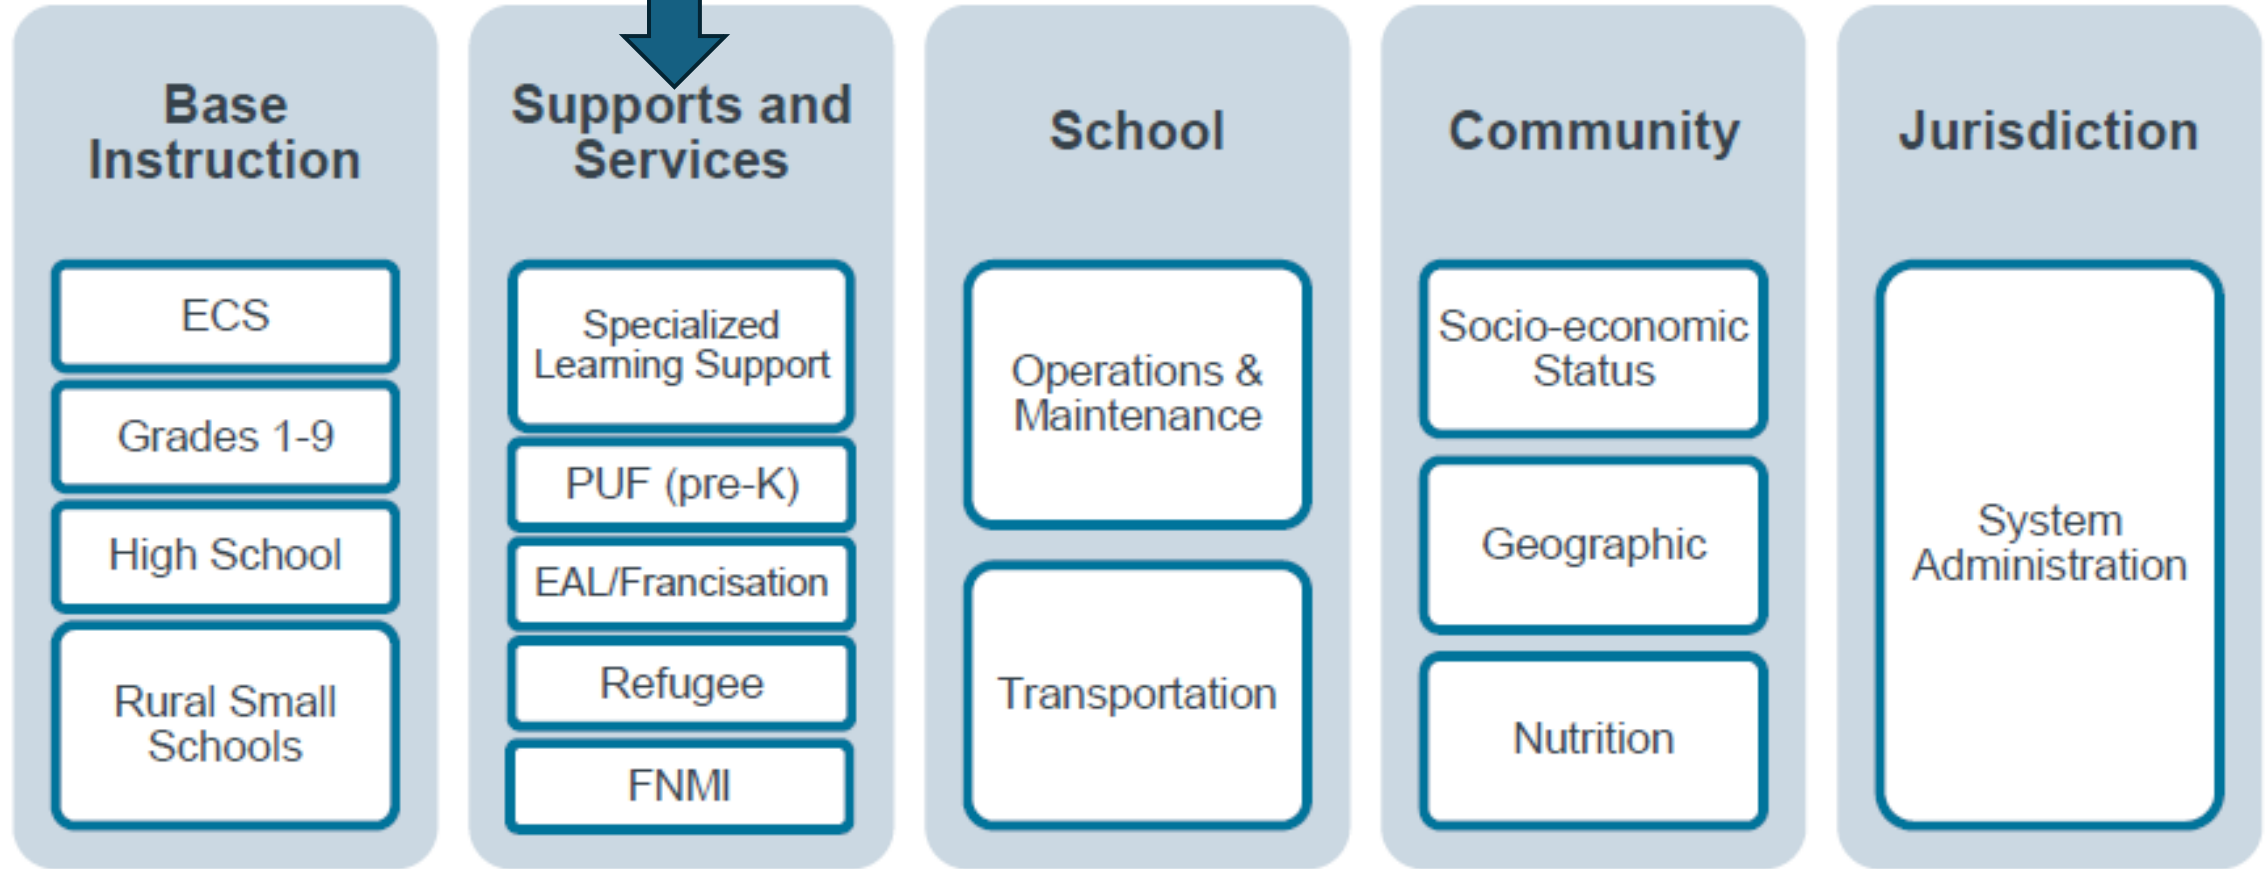 Base
Instruction
ECS
Grades 1-9
High School
Rural Small
Schools
Supports and
Services
Specialized
Learning Support
PUF (pre-K)
EAL/Francisation
Refugee
FNMI
School
Operations &
Maintenance
Transportation
Community
Socio-economic
Status
Geographic
Nutrition
Jurisdiction
System
Administration